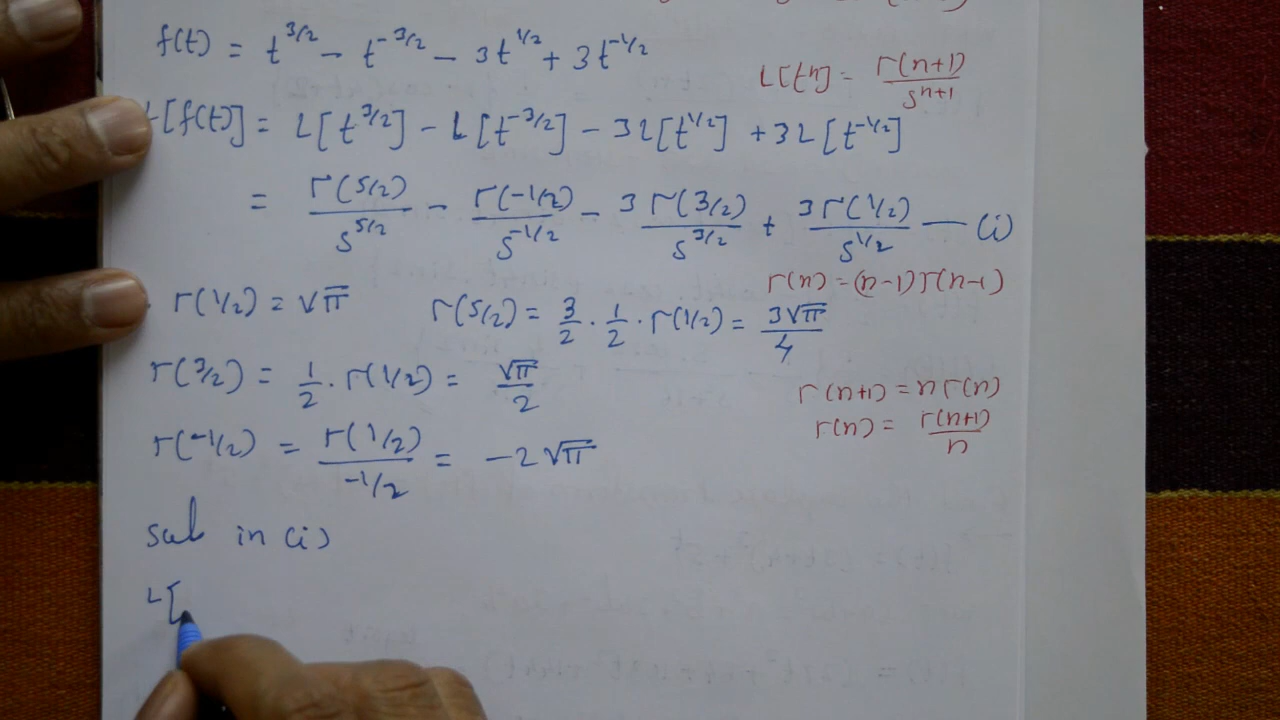 f(t) = t^{3/2} - t^{-3/2} - 3t^{1/2} + 3t^{-1/2}
L[t^n] = Γ(n+1)/s^{n+1}
L[f(t)] = L[t^{3/2}] - L[t^{-3/2}] - 3L[t^{1/2}] + 3L[t^{-1/2}]
= Γ(5/2)/s^{5/2} - Γ(-1/2)/s^{-1/2} - 3Γ(3/2)/s^{3/2} + 3Γ(1/2)/s^{1/2} — (i)
Γ(n) = (n-1)Γ(n-1)
Γ(1/2) = √π Γ(5/2) = 3/2 · 1/2 · Γ(1/2) = 3√π/4
Γ(3/2) = 1/2 · Γ(1/2) = √π/2
Γ(n+1) = nΓ(n)
Γ(n) = Γ(n+1)/n
Γ(-1/2) = Γ(1/2)/-1/2 = -2√π
Sub in (i)
L[